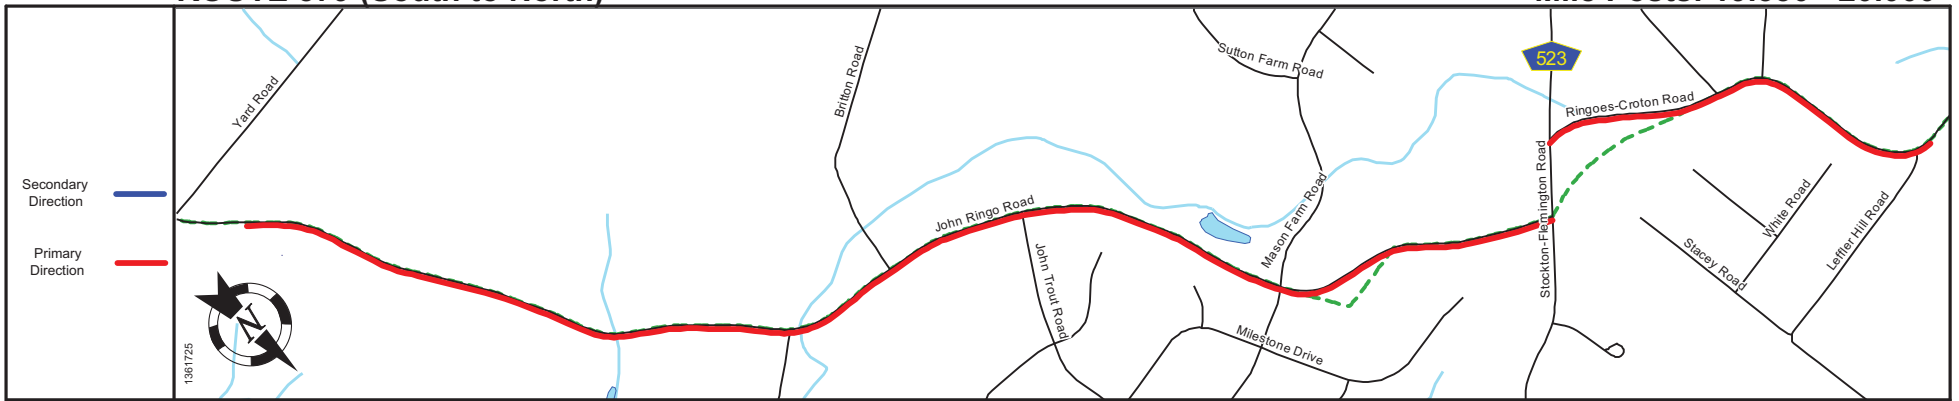 Secondary
Direction
Primary
Direction
1361725
N
Yard Road
Britton Road
John Ringo Road
John Trout Road
Sutton Farm Road
Mason Farm Road
Milestone Drive
523
Stockton-Flemington Road
Ringoes-Croton Road
White Road
Stacey Road
Leffler Hill Road